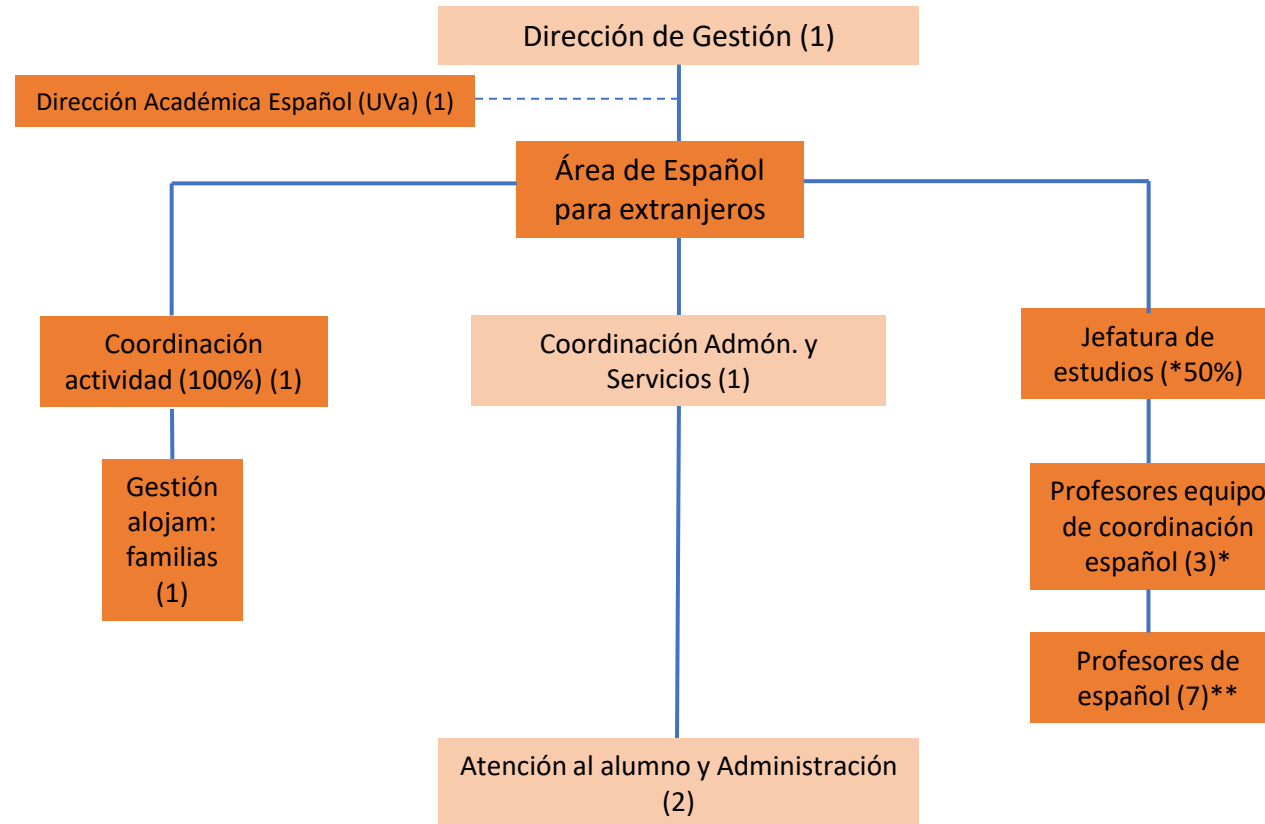 Dirección de Gestión (1)
Dirección Académica Español (UVa) (1)
Área de Español
para extranjeros
Coordinación
actividad (100%) (1)
Coordinación Admón. y
Servicios (1)
Jefatura de
estudios (*50%)
Gestión
alojam:
familias
(1)
Profesores equipo
de coordinación
español (3)*
Profesores de
español (7)**
Atención al alumno y Administración
(2)